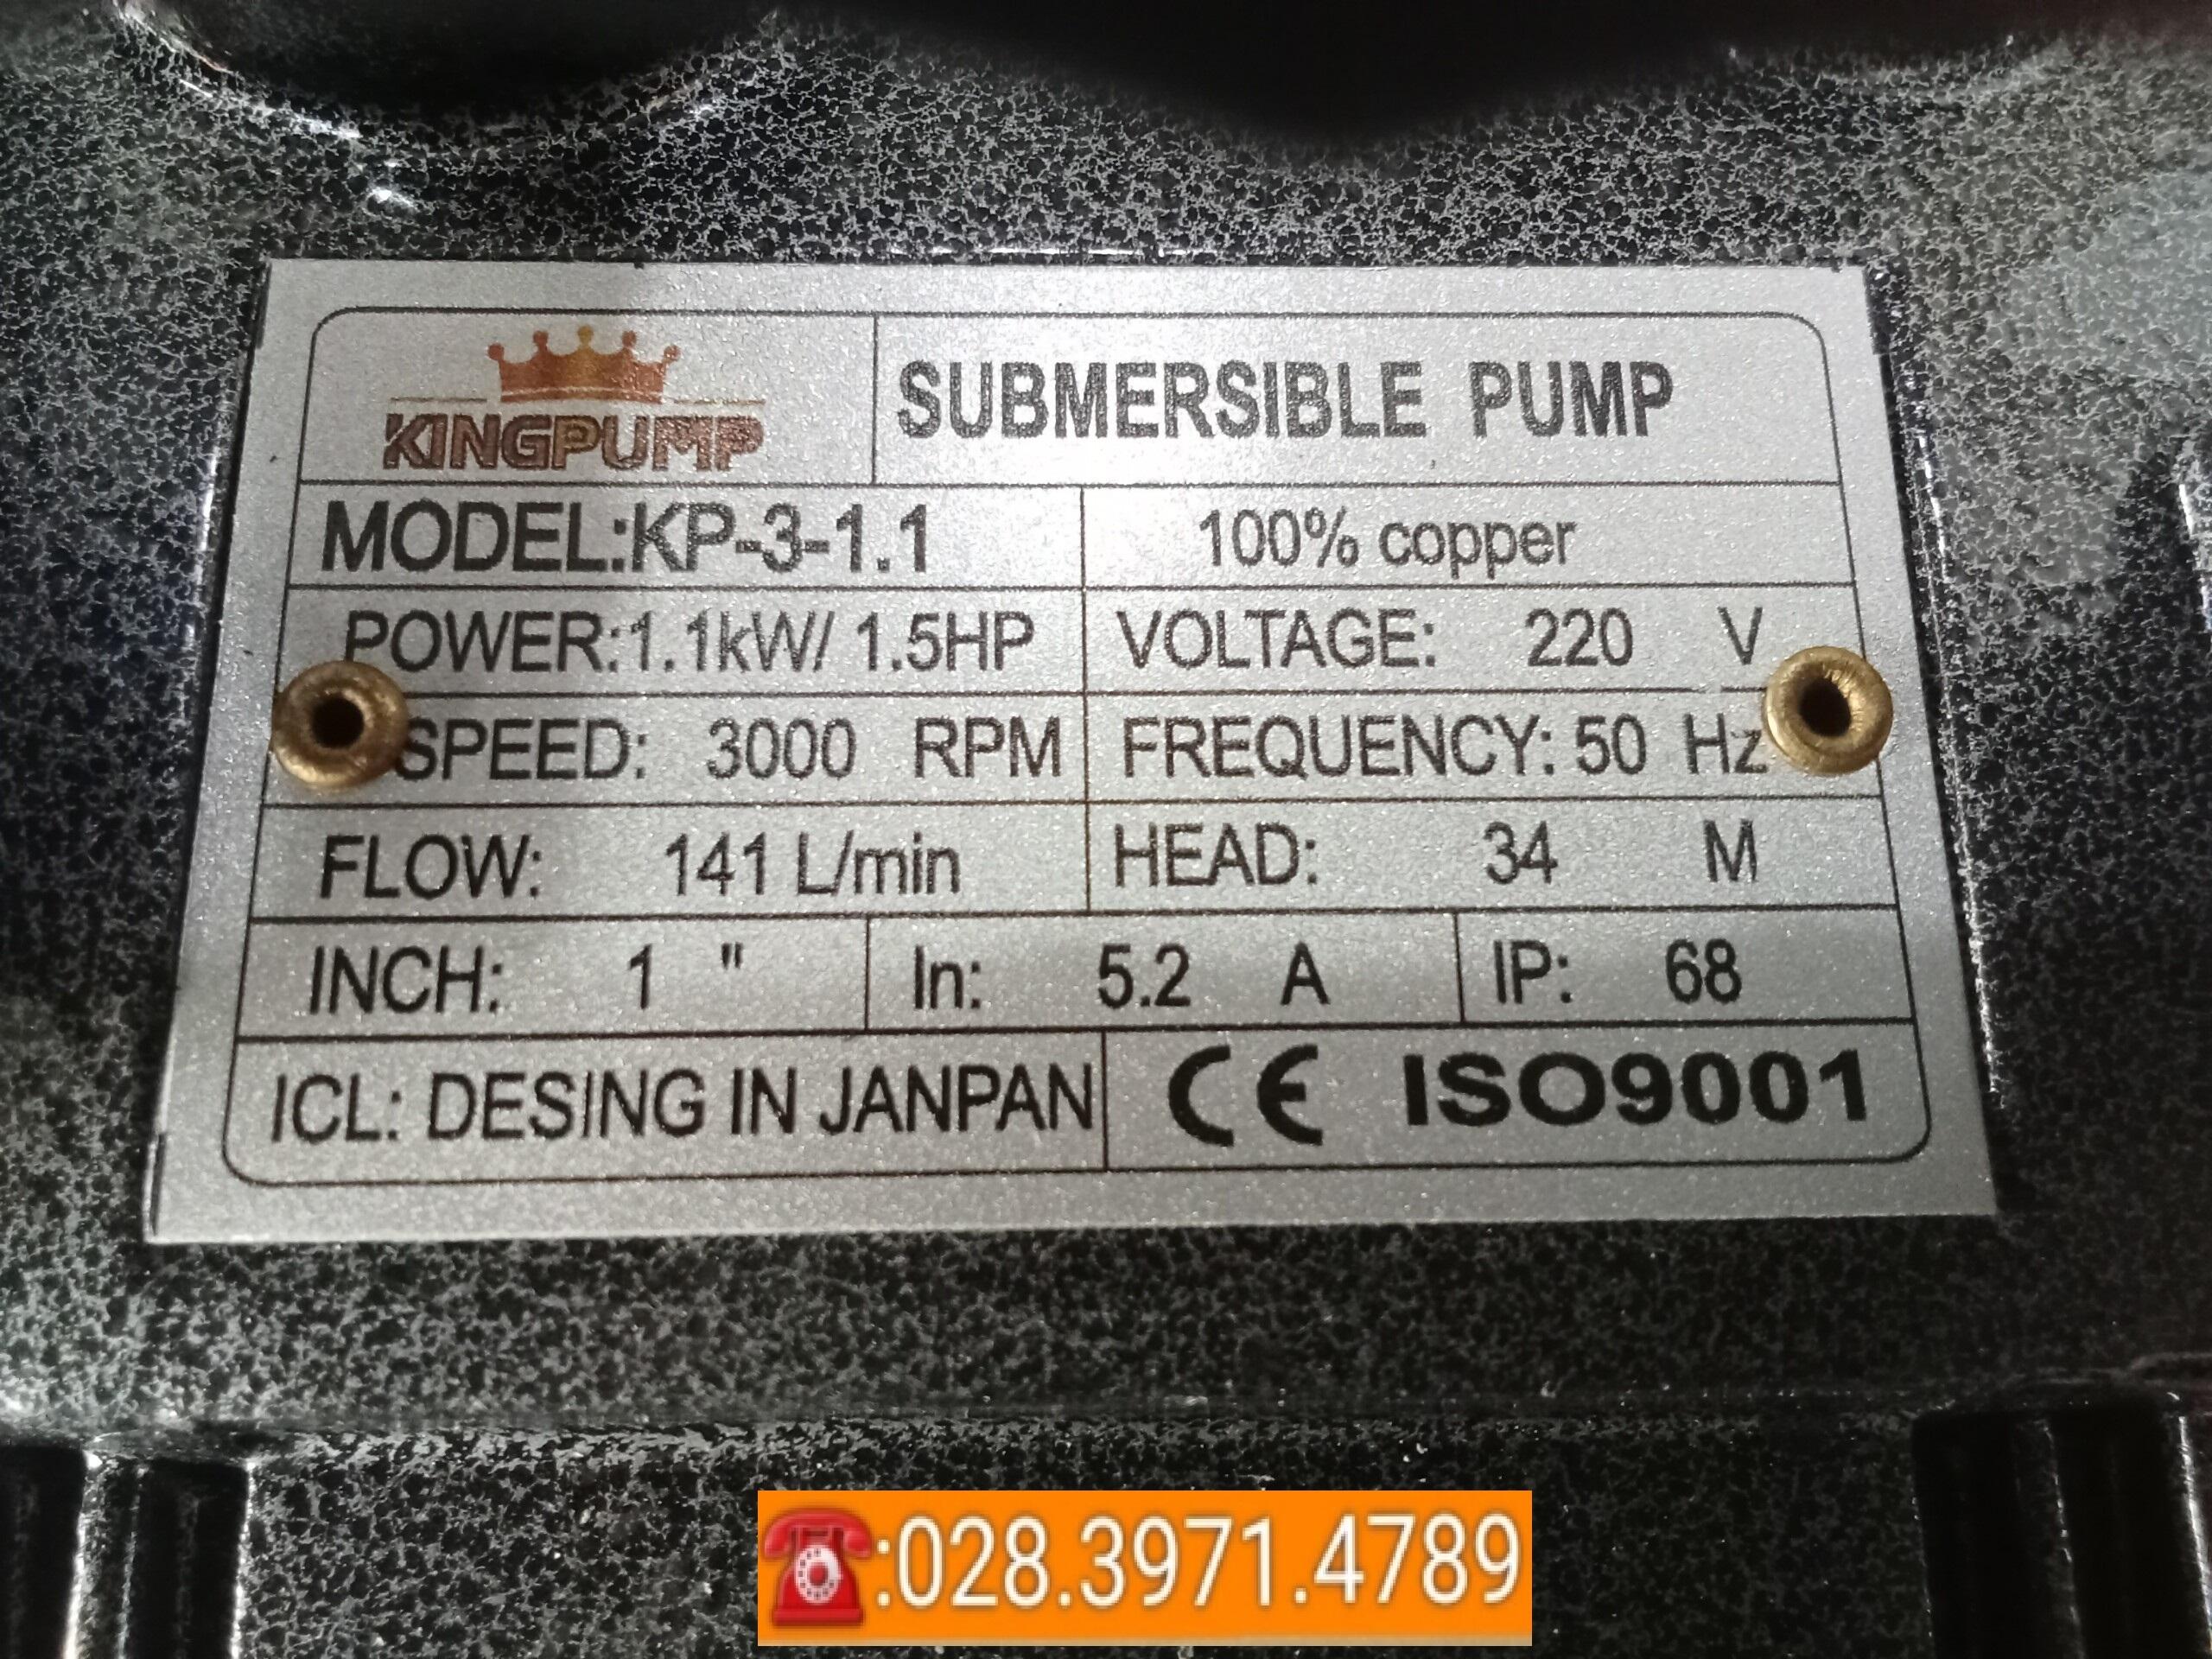 KINGPUMP
SUBMERSIBLE PUMP
MODEL:KP-3-1.1
100% copper
POWER:1.1kW/ 1.5HP
VOLTAGE: 220 V
SPEED: 3000 RPM
FREQUENCY: 50 Hz
FLOW: 141 L/min
HEAD: 34 M
INCH: 1 "
In: 5.2 A
IP: 68
ICL: DESING IN JANPAN
CE ISO9001
☎:028.3971.4789